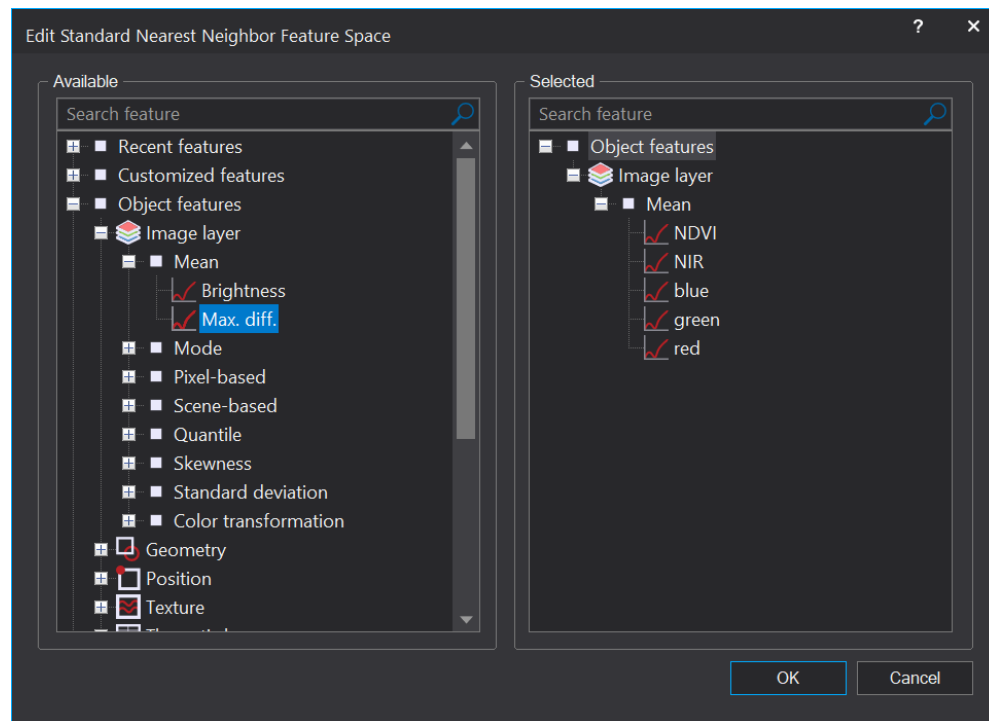 Edit Standard Nearest Neighbor Feature Space
?
×
Available
Search feature
Recent features
Customized features
Object features
Image layer
Mean
Brightness
Max. diff.
Mode
Pixel-based
Scene-based
Quantile
Skewness
Standard deviation
Color transformation
Geometry
Position
Texture
Selected
Search feature
Object features
Image layer
Mean
NDVI
NIR
blue
green
red
OK
Cancel